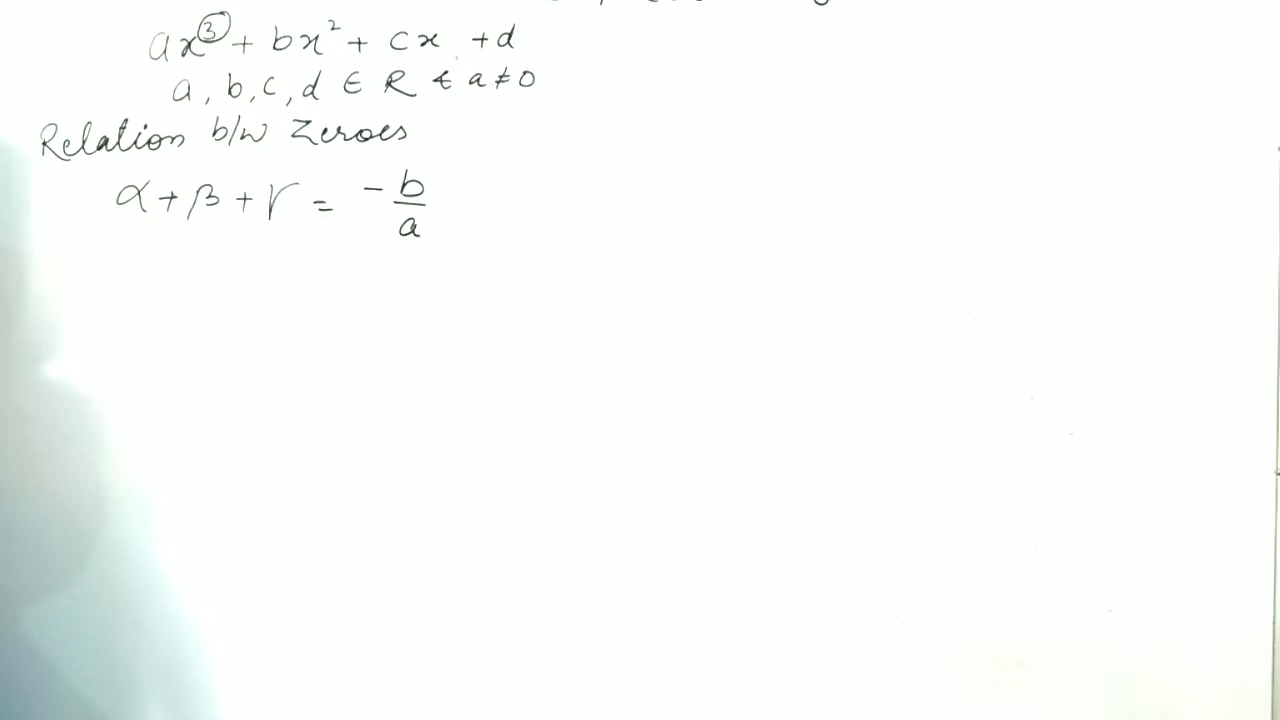 ax³ + bx² + cx + d
a, b, c, d ∈ R & a ≠ 0
Relation b/w Zeroes
α + β + γ = -b/a